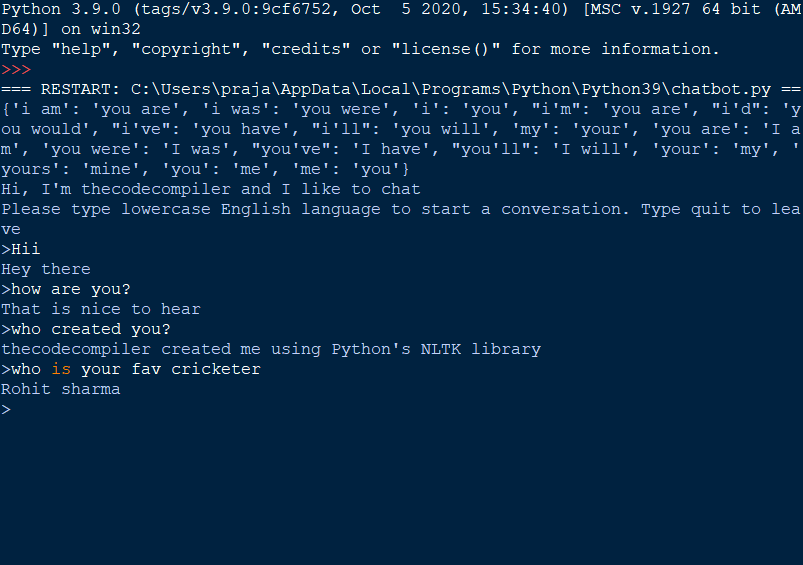 Python 3.9.0 (tags/v3.9.0:9cf6752, Oct  5 2020, 15:34:40) [MSC v.1927 64 bit (AM
D64)] on win32
Type "help", "copyright", "credits" or "license()" for more information.
>>>
=== RESTART: C:\Users\praja\AppData\Local\Programs\Python\Python39\chatbot.py ==
{'i am': 'you are', 'i was': 'you were', 'i': 'you', "i'm": 'you are', "i'd": 'y
ou would', "i've": 'you have', "i'll": 'you will', 'my': 'your', 'you are': 'I a
m', 'you were': 'I was', "you've": 'I have', "you'll": 'I will', 'your': 'my', '
yours': 'mine', 'you': 'me', 'me': 'you'}
Hi, I'm thecodecompiler and I like to chat
Please type lowercase English language to start a conversation. Type quit to lea
ve
>Hii
Hey there
>how are you?
That is nice to hear
>who created you?
thecodecompiler created me using Python's NLTK library
>who is your fav cricketer
Rohit sharma
>